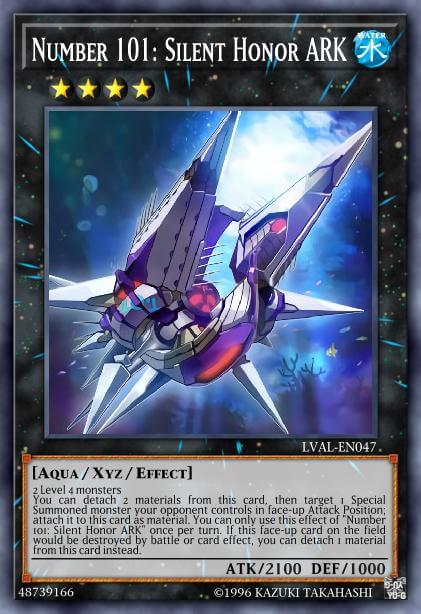 Number 101: Silent Honor ARK
WATER
水
LVAL-EN047
[Aqua / Xyz / Effect]
2 Level 4 monsters
You can detach 2 materials from this card, then target 1 Special
Summoned monster your opponent controls in face-up Attack Position;
attach it to this card as material. You can only use this effect of "Number
101: Silent Honor ARK" once per turn. If this face-up card on the field
would be destroyed by battle or card effect, you can detach 1 material
from this card instead.
ATK/2100 DEF/1000
48739166
©1996 KAZUKI TAKAHASHI